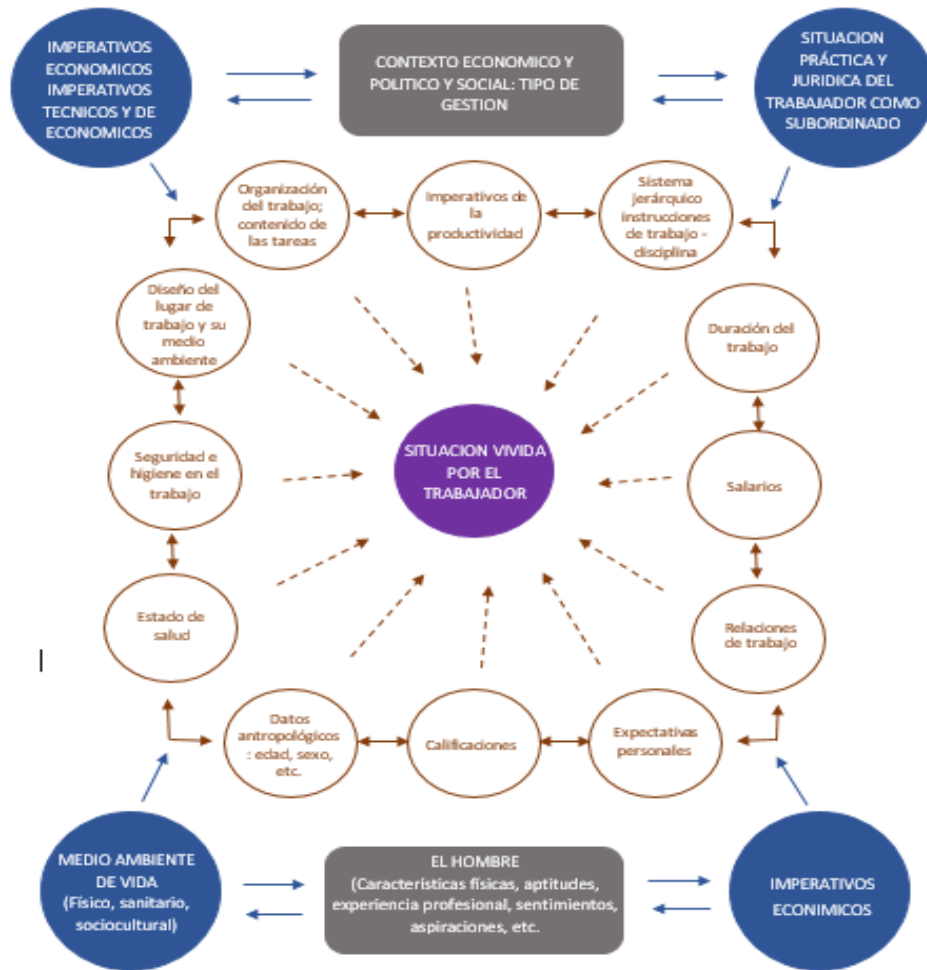 IMPERATIVOS
ECONOMICOS
IMPERATIVOS
TECNICOS Y DE
ECONOMICOS
CONTEXTO ECONOMICO Y
POLITICO Y SOCIAL: TIPO DE
GESTION
SITUACION
PRÁCTICA Y
JURIDICA DEL
TRABAJADOR COMO
SUBORDINADO
Organización
del trabajo;
contenido de
las tareas
Imperativos de
la
productividad
Sistema
jerárquico
instrucciones
de trabajo -
disciplina
Diseño del
lugar de
trabajo y su
medio
ambiente
Duración del
trabajo
SITUACION VIVIDA
POR EL
TRABAJADOR
Seguridad e
higiene en el
trabajo
Salarios
Estado de
salud
Relaciones
de trabajo
Datos
antropológicos
: edad, sexo,
etc.
Calificaciones
Expectativas
personales
MEDIO AMBIENTE
DE VIDA
(Físico, sanitario,
sociocultural)
EL HOMBRE
(Características físicas, aptitudes,
experiencia profesional, sentimientos,
aspiraciones, etc.
IMPERATIVOS
ECONIMICOS